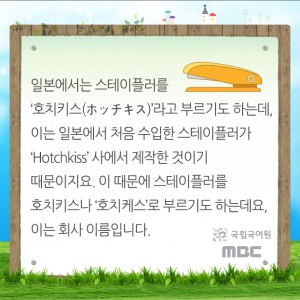 일본에서는 스테이플러를
‘호치키스(ホッチキス)’라고 부르기도 하는데,
이는 일본에서 처음 수입한 스테이플러가
‘Hotchkiss’ 사에서 제작한 것이기
때문이지요. 이 때문에 스테이플러를
호치키스나 ‘호치케스’로 부르기도 하는데요,
이는 회사 이름입니다.
국립국어원
MBC